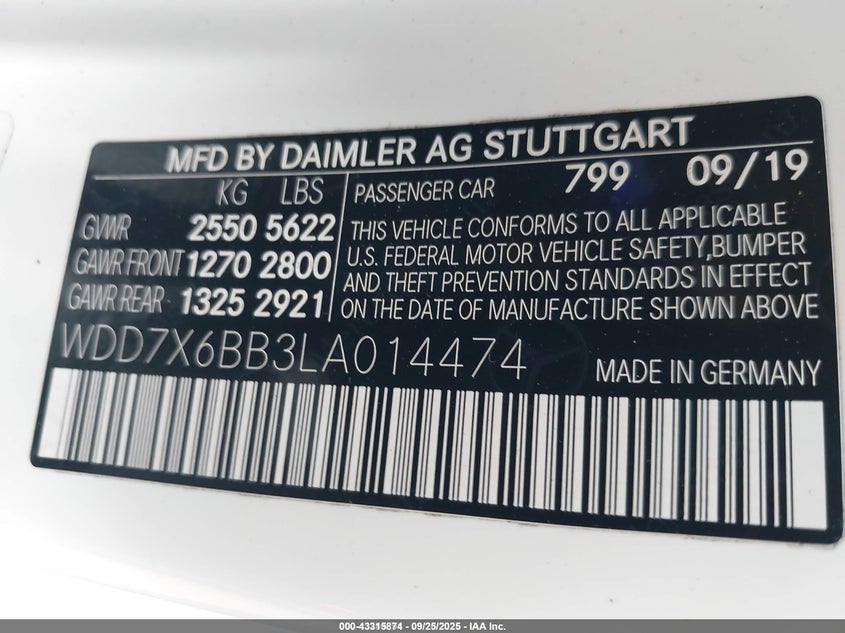 MFD BY DAIMLER AG STUTTGART
KG LBS
GVWR 2550 5622
GAWR FRONT 1270 2800
GAWR REAR 1325 2921
PASSENGER CAR 799 09/19
THIS VEHICLE CONFORMS TO ALL APPLICABLE
U.S. FEDERAL MOTOR VEHICLE SAFETY,BUMPER
AND THEFT PREVENTION STANDARDS IN EFFECT
ON THE DATE OF MANUFACTURE SHOWN ABOVE
WDD7X6BB3LA014474
MADE IN GERMANY
000-43315874 - 09/25/2025 - IAA Inc.